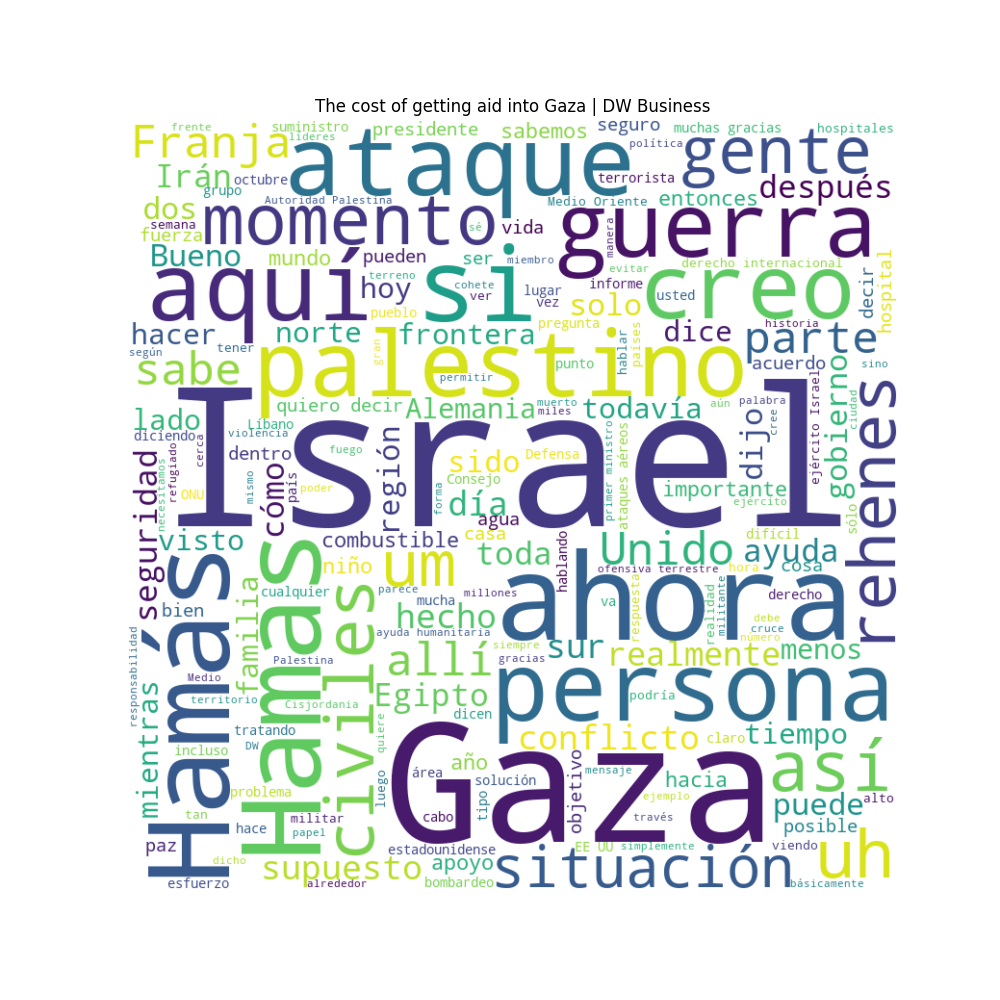 The cost of getting aid into Gaza | DW Business
frente
suministro
líderes
presidente
sabemos
seguro
muchas gracias
hospitales
Franja
ataque
política
gente
Irán
octubre
grupo
Autoridad Palestina
terrorista
Medio Oriente
entonces
después
dos
semana
fuerza
momento
sé
vida
guerra
manera
Bueno
mundo
pueden
ser
miembro
evitar
derecho internacional
aquí
terreno
hoy
si
cohete
ver
lugar
vez
informe
creo
usted
decir
hospital
pueblo
solo
hacer
norte
frontera
pregunta
dice
historia
parte
según
tener
gran
palestino
hablar
países
punto
acuerdo
sino
sabe
permitir
quiero decir
Alemania
muerto
miles
todavía
aún
palabra
cree
ejército Israel
gobierno
ciudad
lado
Líbano
diciendo
violencia
cerca
refugiado
dentro
fuego
Israel
dijo
rehenes
seguridad
necesitamos
ONU
mismo
cómo
país
poder
región
sido
Defensa
Consejo
forma
primer ministro
ataques aéreos
importante
ejército
sólo
día
agua
visto
combustible
casa
difícil
niño
um
toda
hablando
Unido
ayuda
ofensiva terrestre
hora
cosa
Hamás
Hamas
familia
cualquier
parece
mucha
millones
ahora
va
respuesta
realidad
militante
derecho
debe
cruce
número
bien
civiles
hecho
ayuda humanitaria
responsabilidad
Palestina
allí
siempre
gracias
sur
realmente
menos
Medio
territorio
Cisjordania
Egipto
persona
podría
mientras
tratando
DW
quiere
dicen
conflicto
claro
tiempo
incluso
luego
área
año
solución
Gaza
objetivo
mensaje
hacia
así
problema
tipo
ejemplo
puede
alto
tan
hace
militar
papel
cabo
través
posible
paz
dicho
supuesto
estadounidense
apoyo
EE UU
simplemente
viendo
uh
esfuerzo
alrededor
bombardeo
situación
básicamente